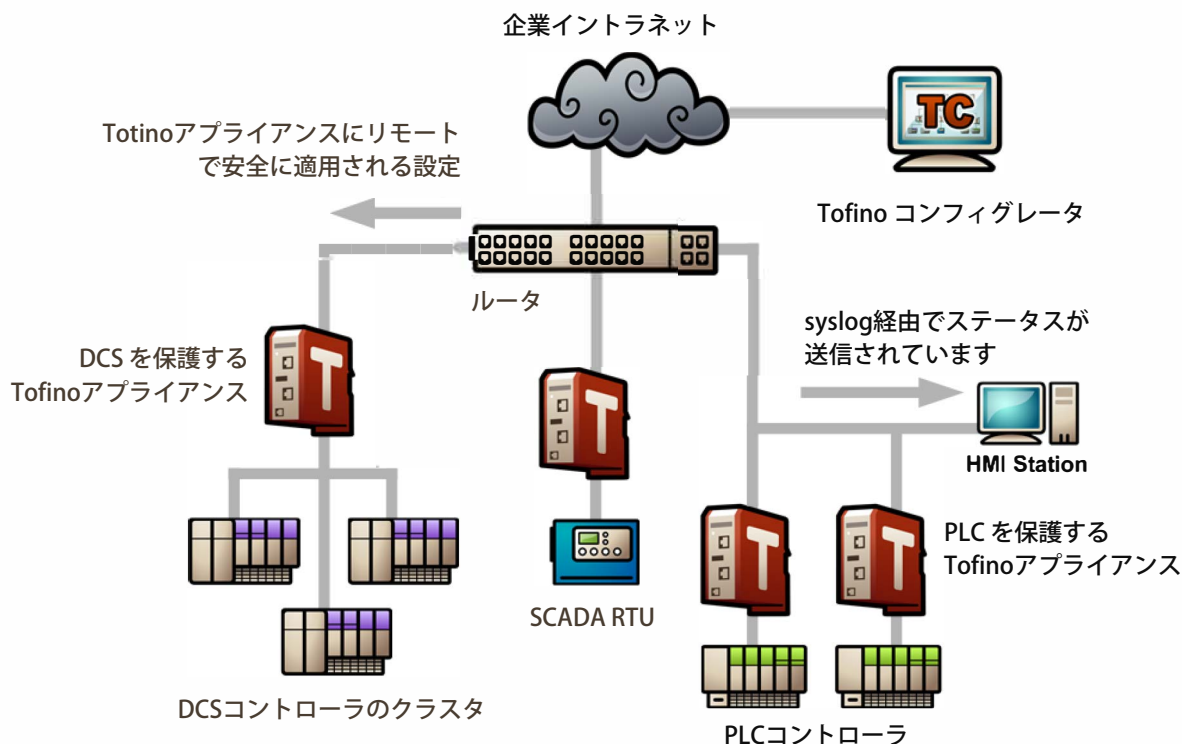 企業イントラネット
TC
Totinoアプライアンスにリモート
で安全に適用される設定
Tofino コンフィグレータ
ルータ
syslog経由でステータスが
送信されています
DCS を保護する
Tofinoアプライアンス
T
T
HMI Station
T
T
PLC を保護する
Tofinoアプライアンス
SCADA RTU
DCSコントローラのクラスタ
PLCコントローラ